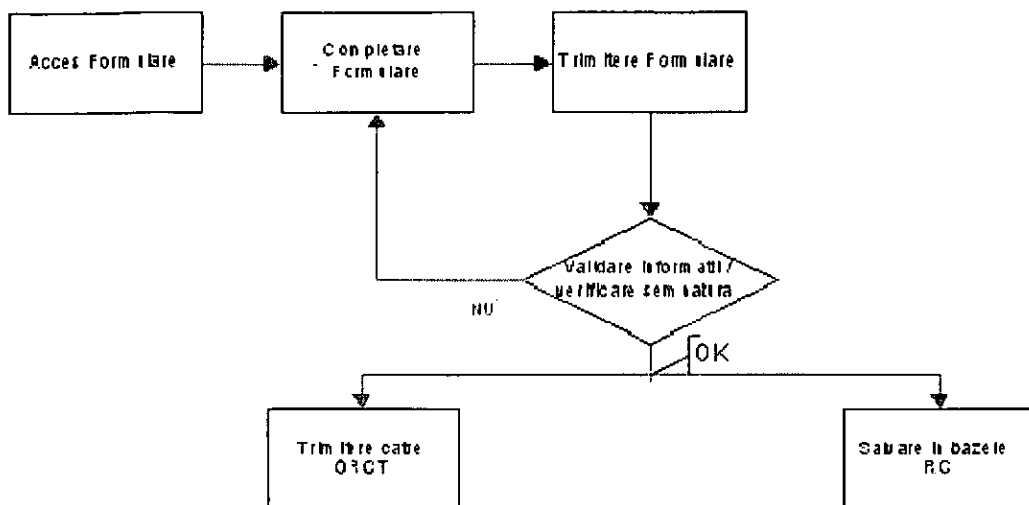 Acces Formulare
Completare
Formulare
Trimitere Formulare
Validare informatii /
verificare semnatura
NU
OK
Trimitere catre
ORCT
Salvare in bazele
RC